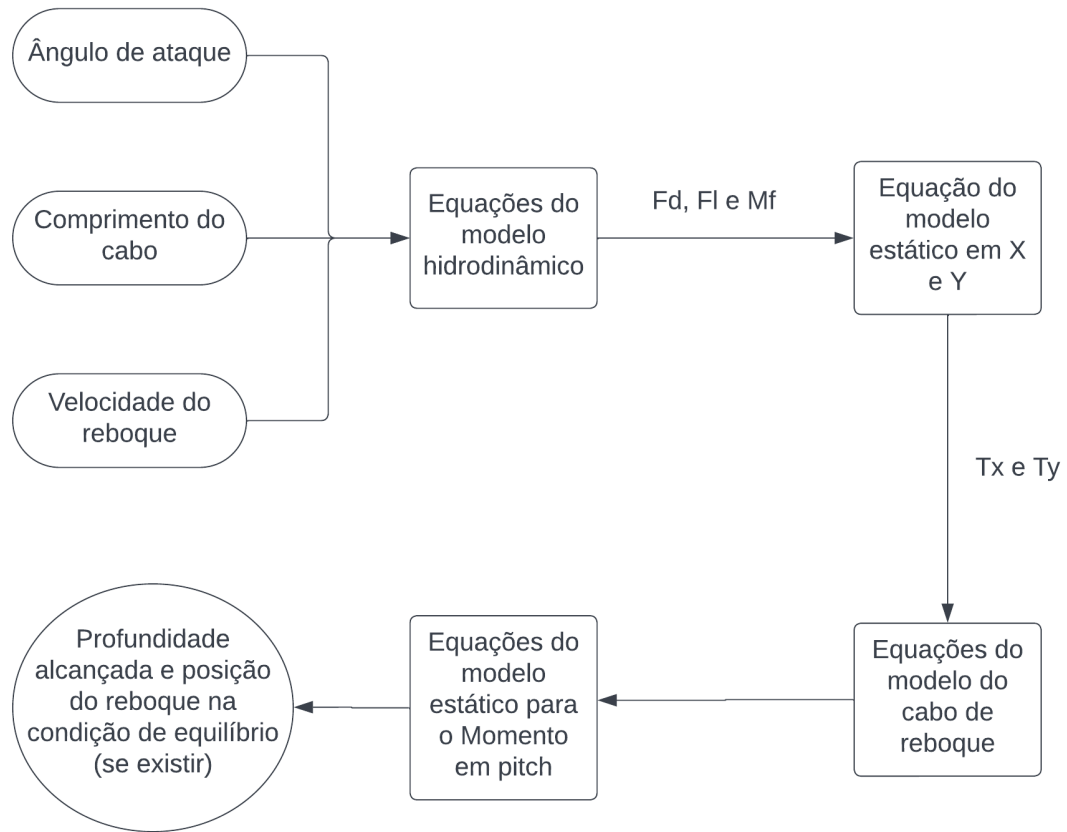 Ângulo de ataque
Comprimento do
cabo
Velocidade do
reboque
Equações do
modelo
hidrodinâmico
Fd, Fl e Mf
Equação do
modelo
estático em X
e Y
Tx e Ty
Equações do
modelo do
cabo de
reboque
Equações do
modelo
estático para
o Momento
em pitch
Profundidade
alcançada e posição
do reboque na
condição de equilíbrio
(se existir)